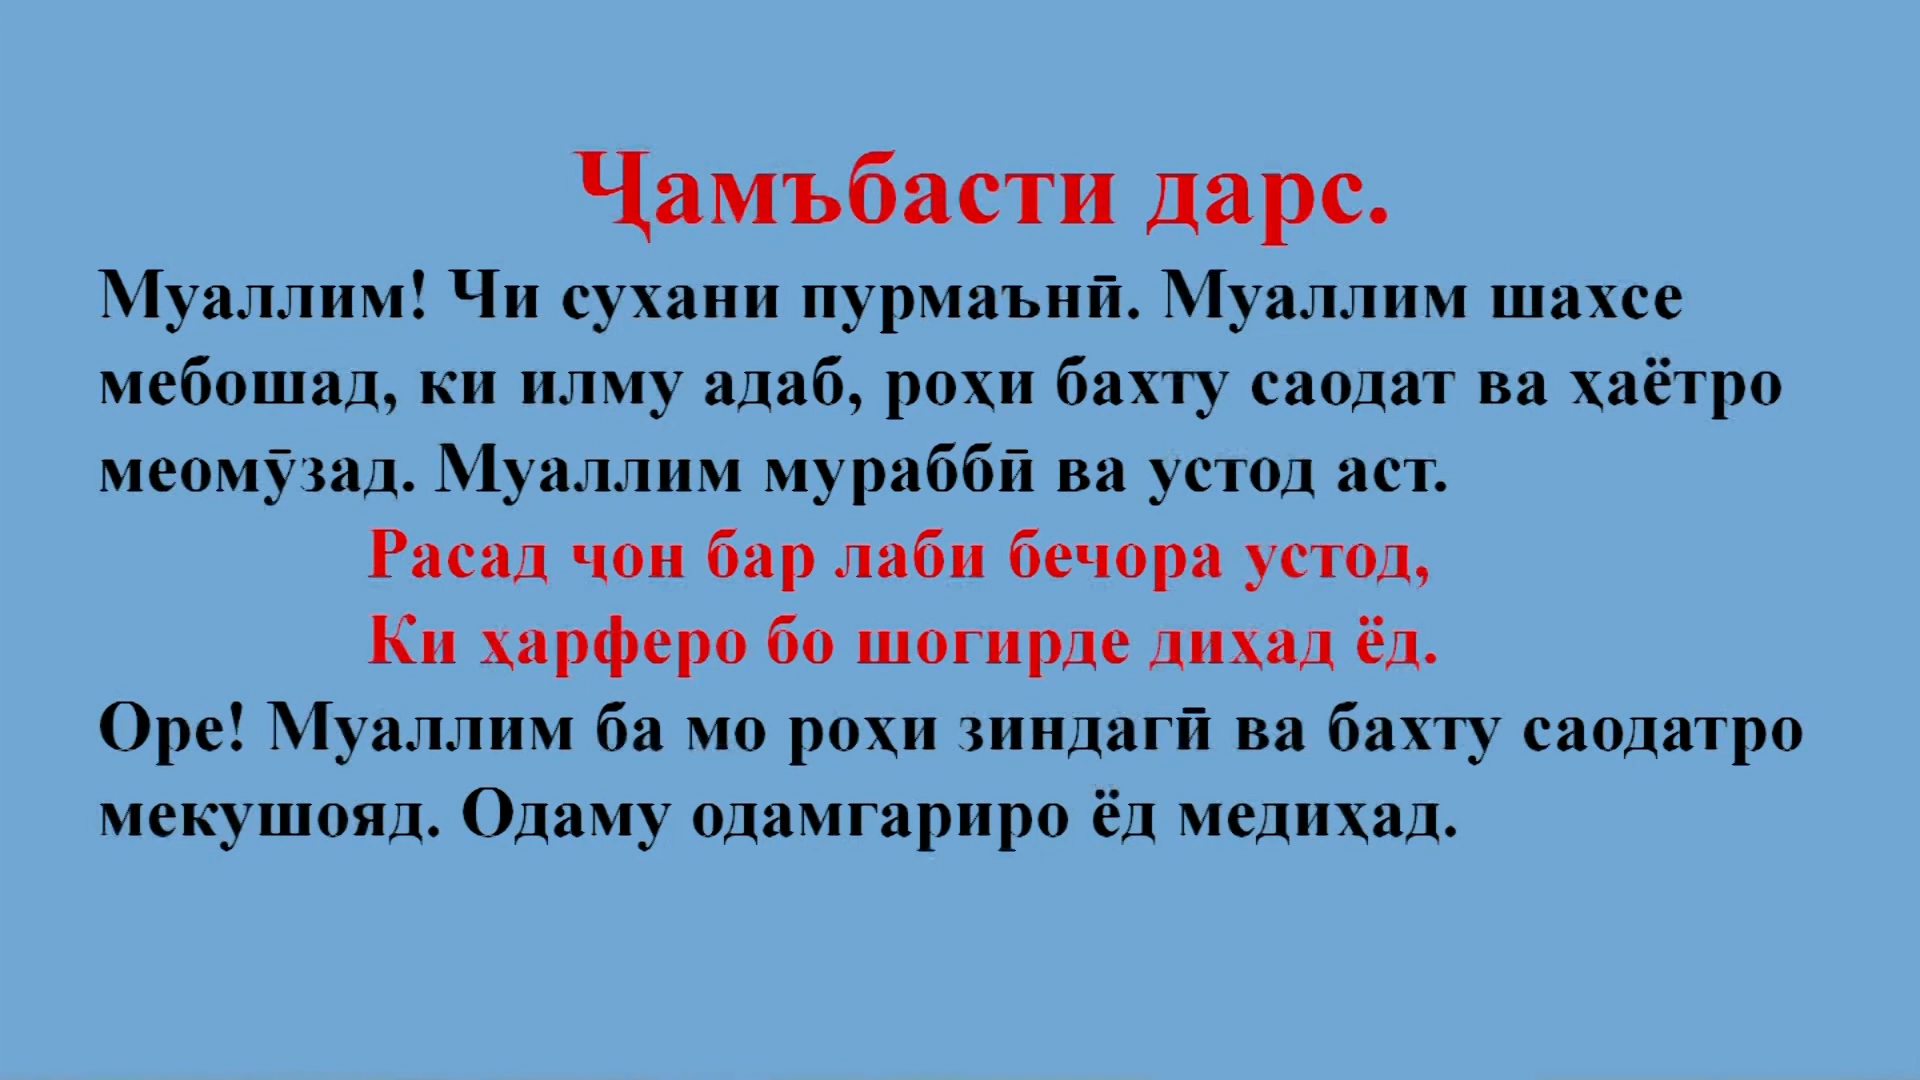 Ҷамъбасти дарс.
Муаллим! Чи сухани пурмаънӣ. Муаллим шахсе
мебошад, ки илму адаб, роҳи бахту саодат ва ҳаётро
меомӯзад. Муаллим мураббӣ ва устод аст.
Расад ҷон бар лаби бечора устод,
Ки ҳарферо бо шогирде диҳад ёд.
Оре! Муаллим ба мо роҳи зиндагӣ ва бахту саодатро
мекушояд. Одаму одамгариро ёд медиҳад.